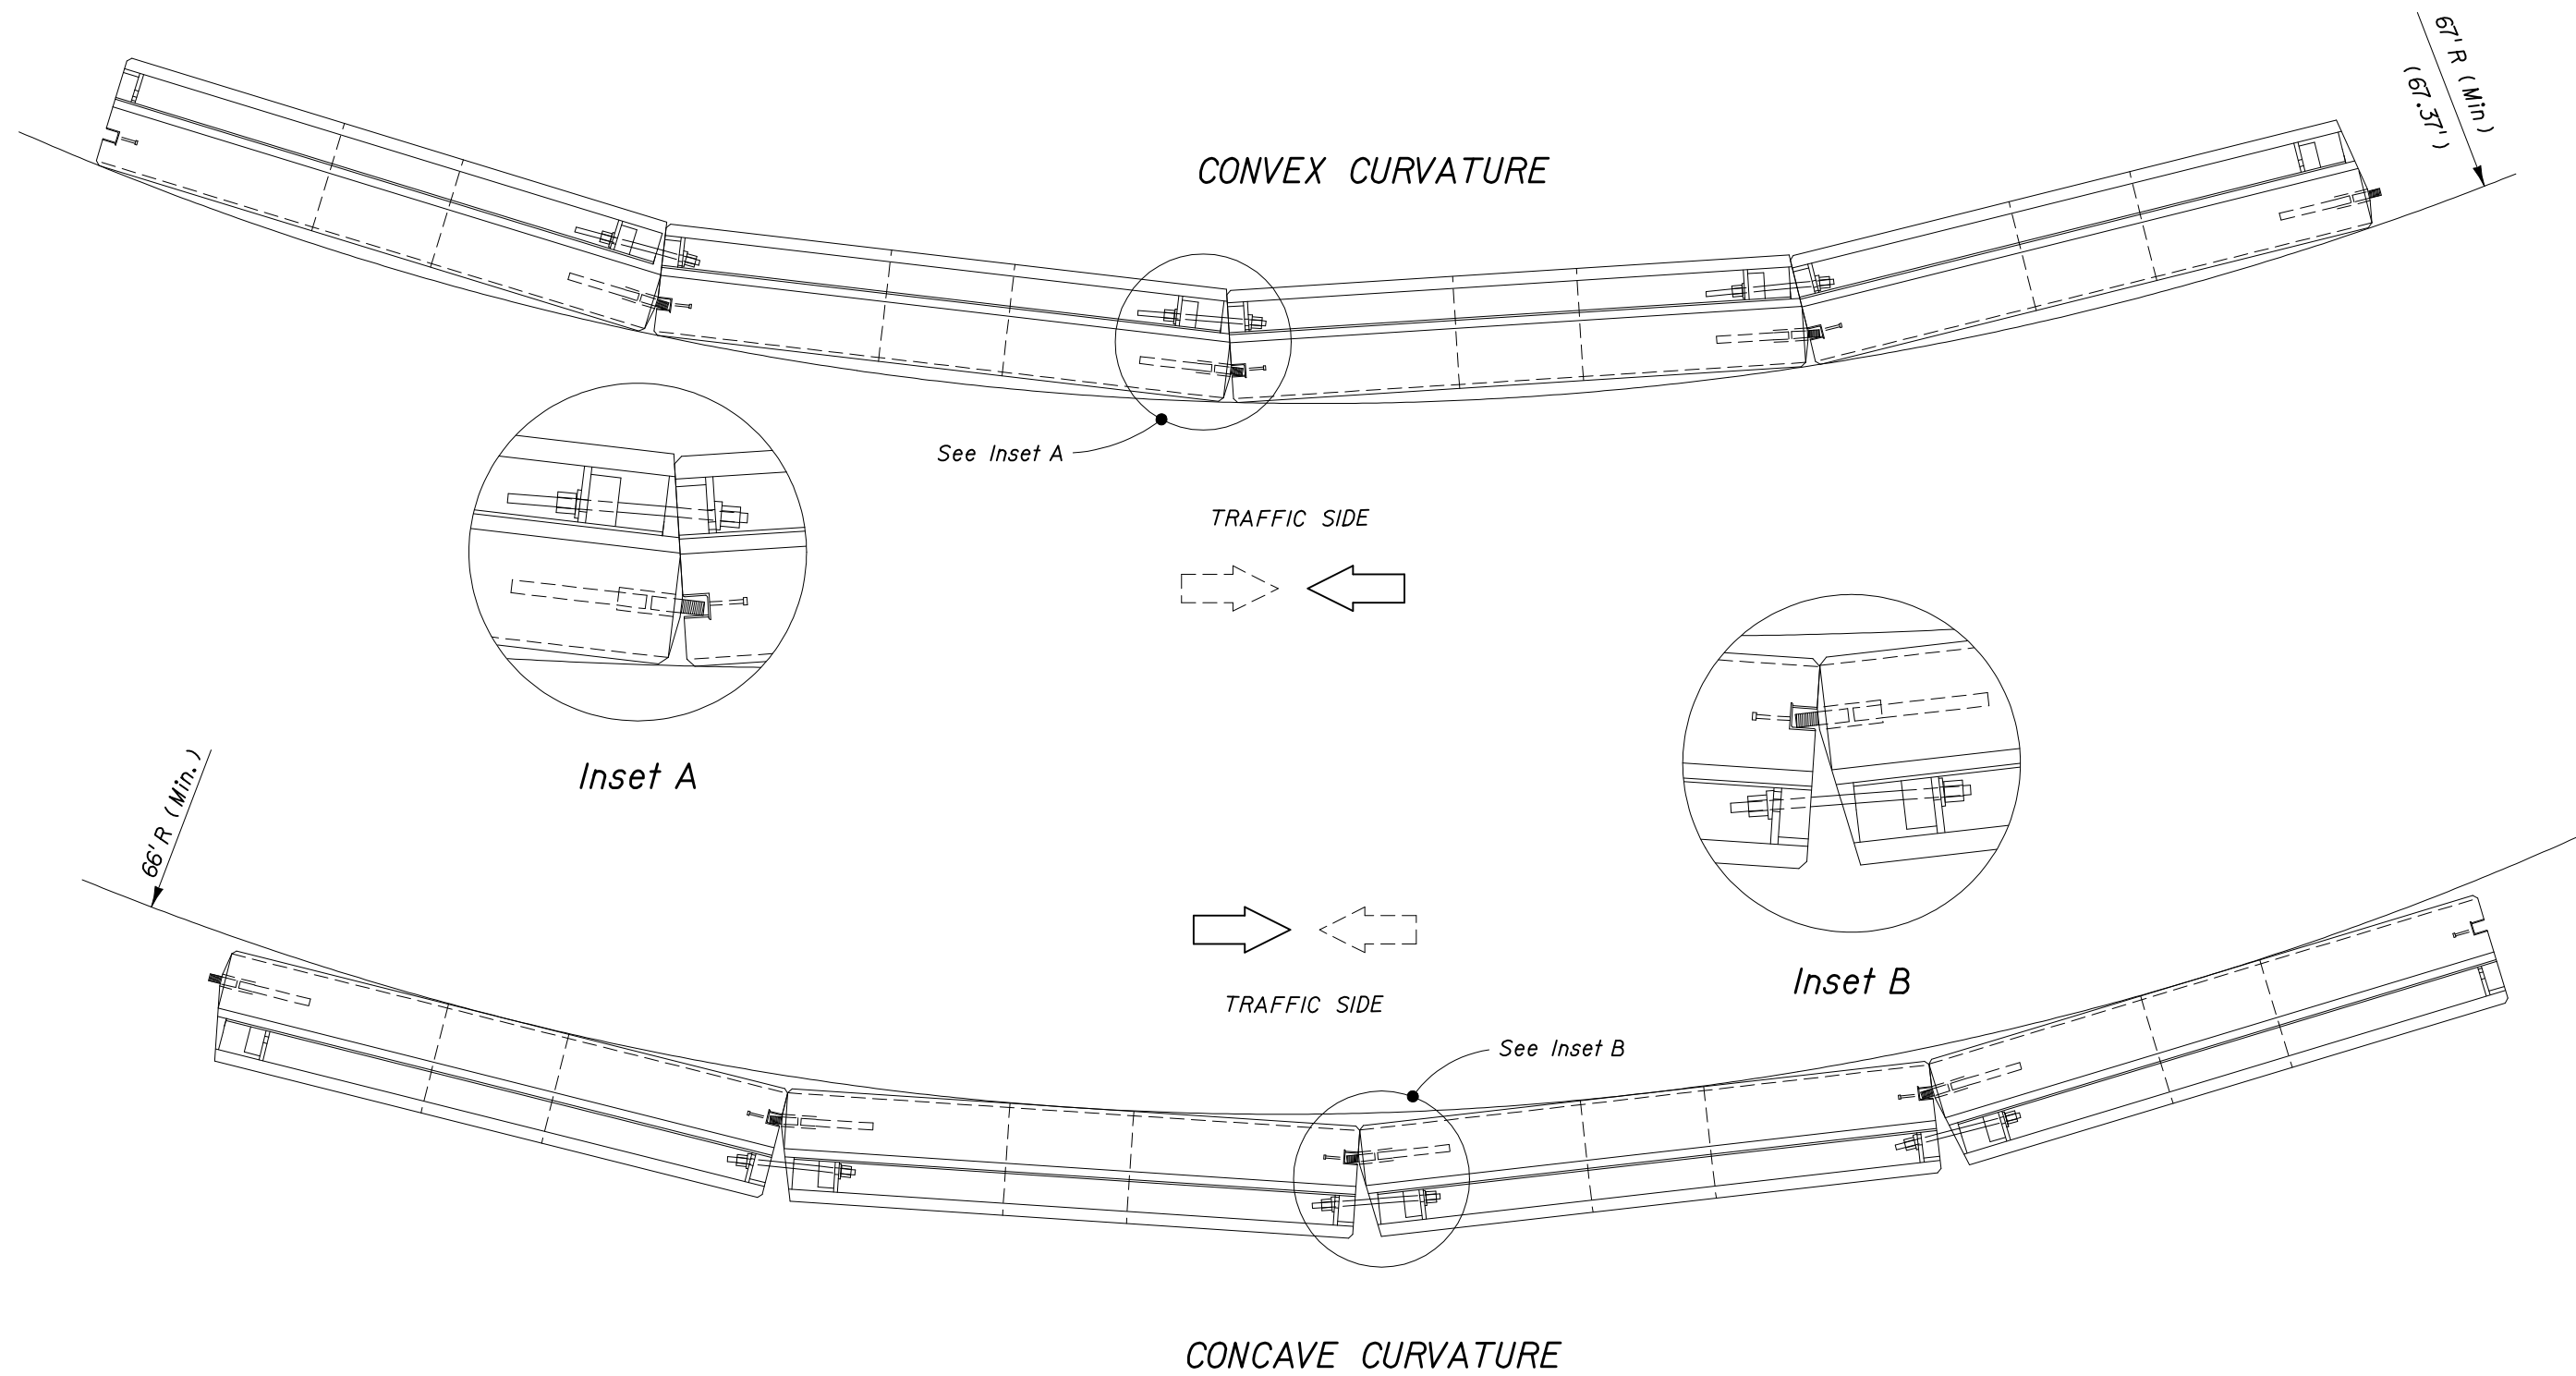 67' R (Min)
(67.37')
CONVEX CURVATURE
See Inset A
TRAFFIC SIDE
Inset A
66' R (Min.)
Inset B
TRAFFIC SIDE
See Inset B
CONCAVE CURVATURE